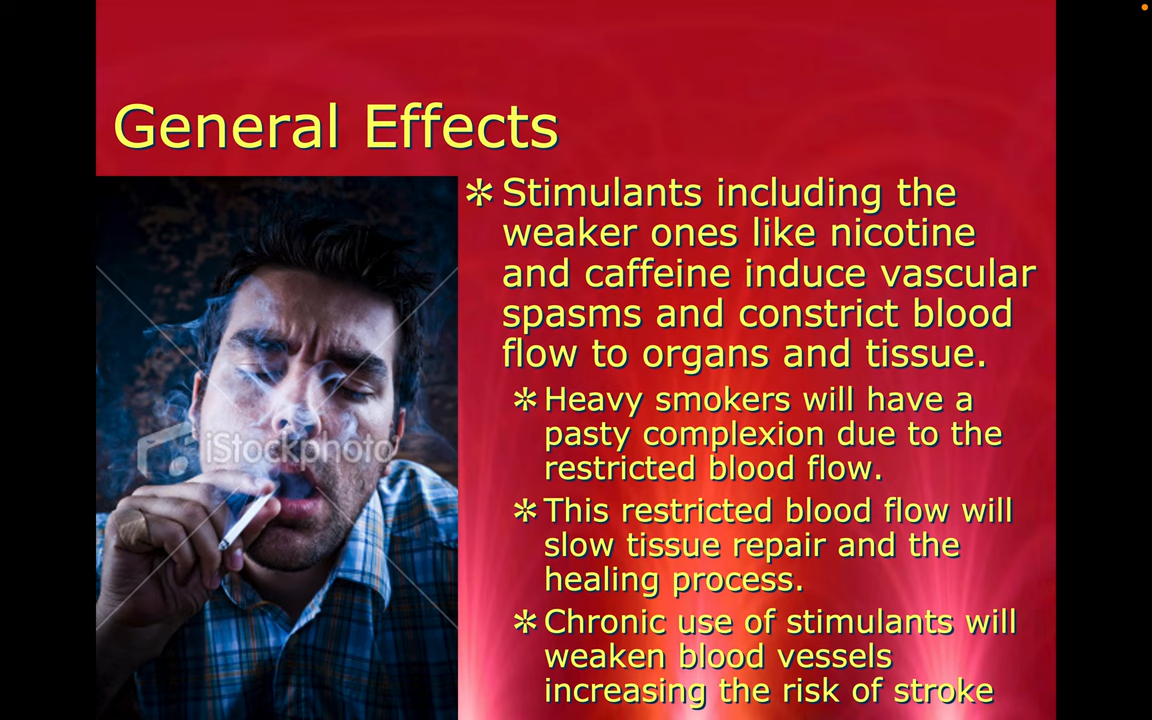 General Effects
* Stimulants including the
weaker ones like nicotine
and caffeine induce vascular
spasms and constrict blood
flow to organs and tissue.
* Heavy smokers will have a
pasty complexion due to the
restricted blood flow.
* This restricted blood flow will
slow tissue repair and the
healing process.
* Chronic use of stimulants will
weaken blood vessels
increasing the risk of stroke
iStockphoto